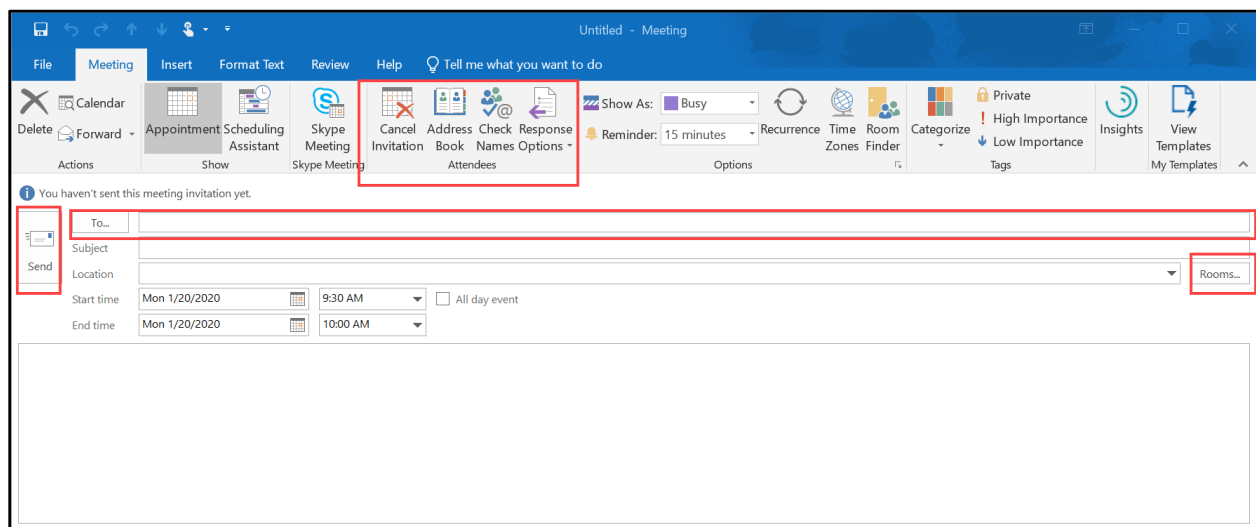 Untitled - Meeting
File Meeting Insert Format Text Review Help Tell me what you want to do
Delete
Calendar
Forward
Actions
Appointment
Scheduling
Assistant
Show
Skype
Meeting
Skype Meeting
Cancel
Invitation
Address
Book
Check
Names
Response
Options
Attendees
Show As: Busy
Reminder: 15 minutes
Recurrence
Time
Zones
Room
Finder
Options
Categorize
Private
High Importance
Low Importance
Tags
Insights
View
Templates
My Templates
You haven't sent this meeting invitation yet.
Send
To...
Subject
Location
Rooms...
Start time Mon 1/20/2020 9:30 AM All day event
End time Mon 1/20/2020 10:00 AM